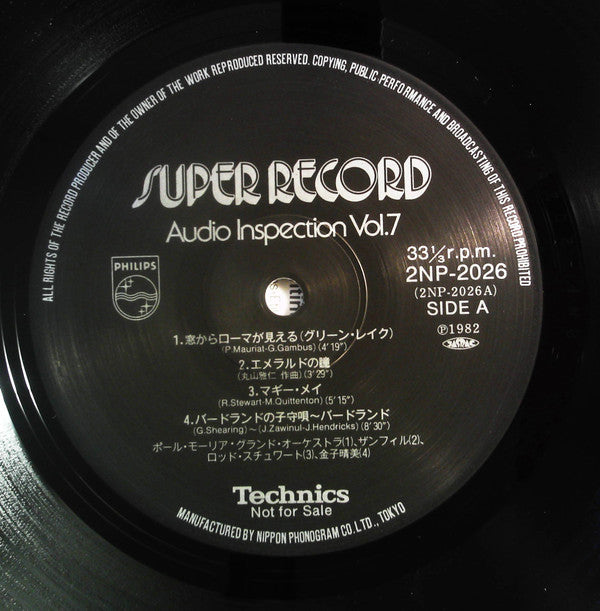 ALL RIGHTS OF THE RECORD PRODUCER AND OF THE OWNER OF THE WORK REPRODUCED RESERVED. COPYING, PUBLIC PERFORMANCE AND BROADCASTING OF THIS RECORD PROHIBITED
SUPER RECORD
Audio Inspection Vol.7
PHILIPS
33⅓r.p.m.
2NP-2026
(2NP-2026A)
SIDE A
Ⓟ1982
1.窓からローマが見える(グリーン・レイク)
(P.Mauriat-G.Gambus) (4'19")
2.エメラルドの瞳
(丸山雅仁 作曲) (3'29")
3.マギー・メイ
(R.Stewart-M.Quittenton) (5'15")
4.バードランドの子守唄～バードランド
(G.Shearing)～(J.Zawinul-J.Hendricks) (8'30")
ポール・モーリア・グランド・オーケストラ(1)、ザンフィル(2)、
ロッド・スチュワート(3)、金子晴美(4)
Technics
Not for Sale
MANUFACTURED BY NIPPON PHONOGRAM CO.LTD., TOKYO